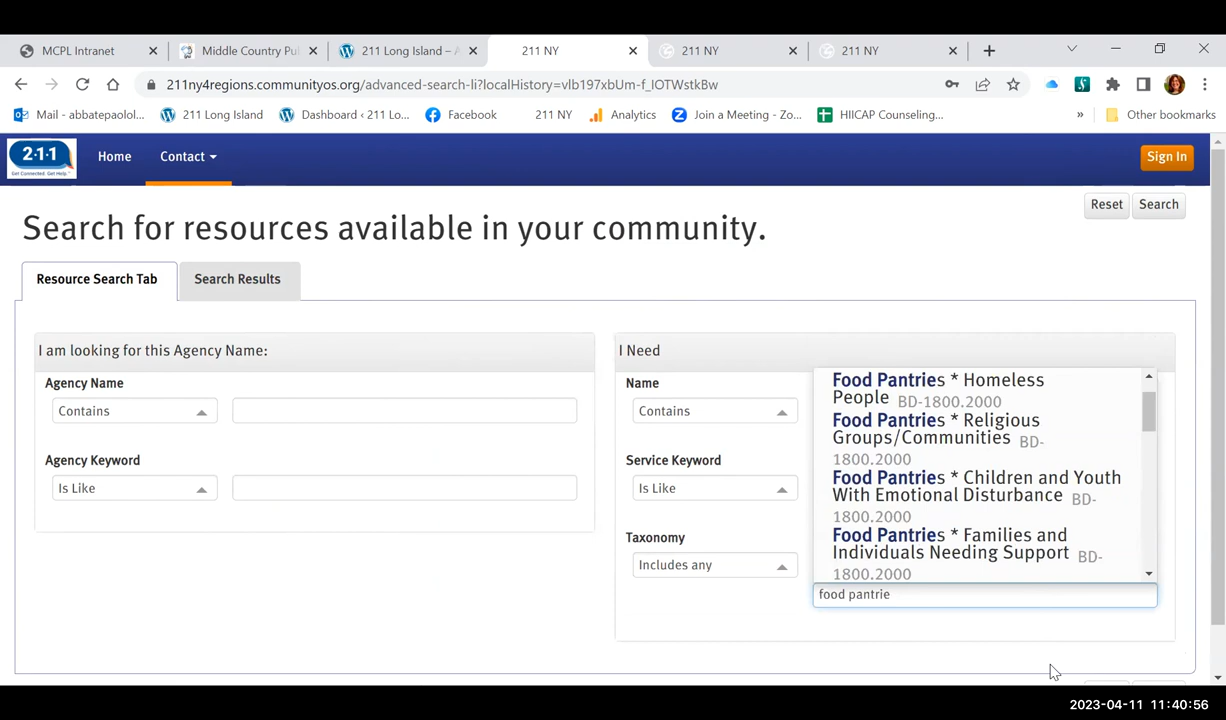 MCPL Intranet
Middle Country Pu
211 Long Island – A
211 NY
211 NY
211 NY
211ny4regions.communityos.org/advanced-search-li?localHistory=vlb197xbUm-f_IOTWstkBw
Mail - abbatepaolol...
211 Long Island
Dashboard ‹ 211 Lo...
Facebook
211 NY
Analytics
Join a Meeting - Zo...
HIICAP Counseling...
»
Other bookmarks
2·1·1
Get Connected. Get Help.™
Home
Contact
Sign In
Reset
Search
Search for resources available in your community.
Resource Search Tab
Search Results
I am looking for this Agency Name:
Agency Name
Contains
Agency Keyword
Is Like
I Need
Name
Contains
Service Keyword
Is Like
Taxonomy
Includes any
Food Pantries * Homeless
People BD-1800.2000
Food Pantries * Religious
Groups/Communities BD-
1800.2000
Food Pantries * Children and Youth
With Emotional Disturbance BD-
1800.2000
Food Pantries * Families and
Individuals Needing Support BD-
1800.2000
food pantrie
2023-04-11 11:40:56